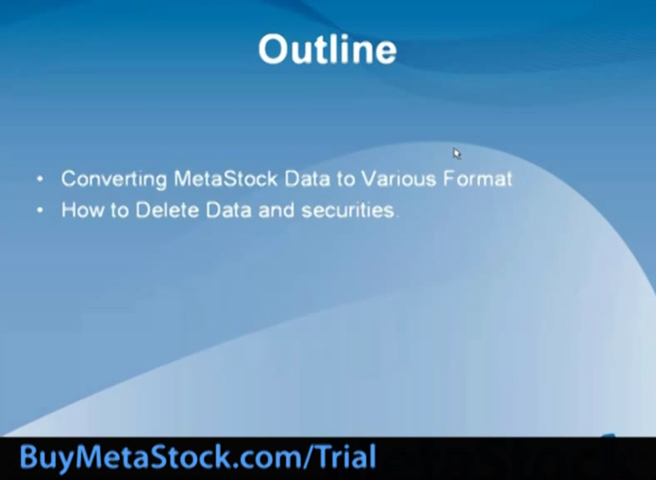 Outline
• Converting MetaStock Data to Various Format
• How to Delete Data and securities.
BuyMetaStock.com/Trial